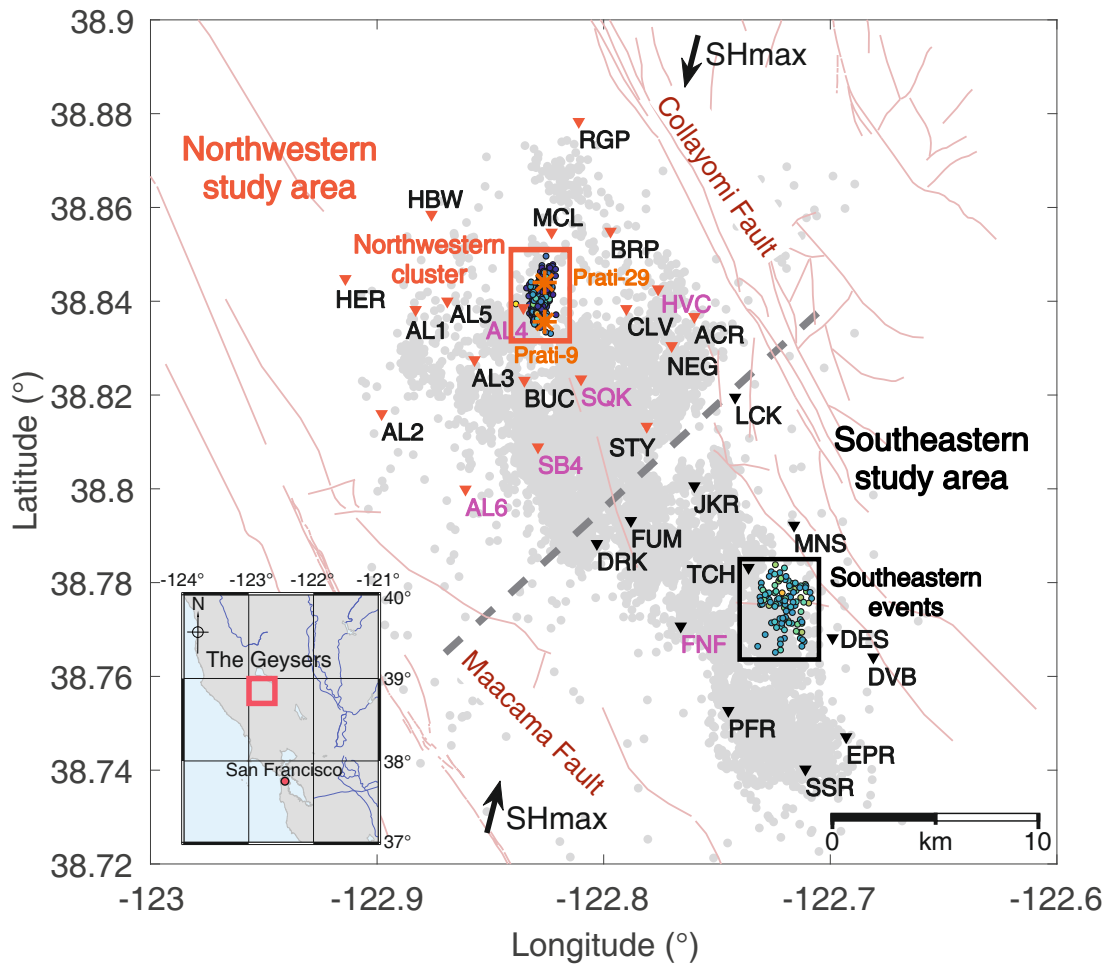 38.9
38.88
38.86
38.84
38.82
38.8
38.78
38.76
38.74
38.72
Latitude (°)
-123
-122.9
-122.8
-122.7
-122.6
Longitude (°)
SHmax
Collayomi Fault
RGP
Northwestern
study area
HBW
MCL
BRP
Northwestern
cluster
Prati-29
HER
AL1
AL5
AL4
HVC
CLV
ACR
Prati-9
NEG
AL3
BUC
SQK
LCK
AL2
STY
Southeastern
study area
SB4
AL6
JKR
FUM
DRK
MNS
TCH
Southeastern
events
FNF
DES
DVB
Maacama Fault
PFR
EPR
SSR
SHmax
0
km
10
-124°
-123°
-122°
-121°
40°
39°
38°
37°
N
The Geysers
San Francisco